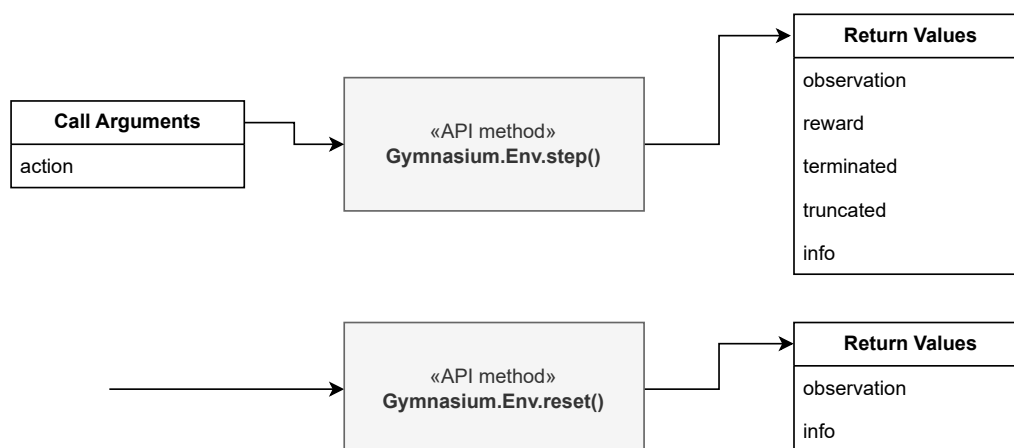 Call Arguments
action
«API method»
Gymnasium.Env.step()
Return Values
observation
reward
terminated
truncated
info
«API method»
Gymnasium.Env.reset()
Return Values
observation
info